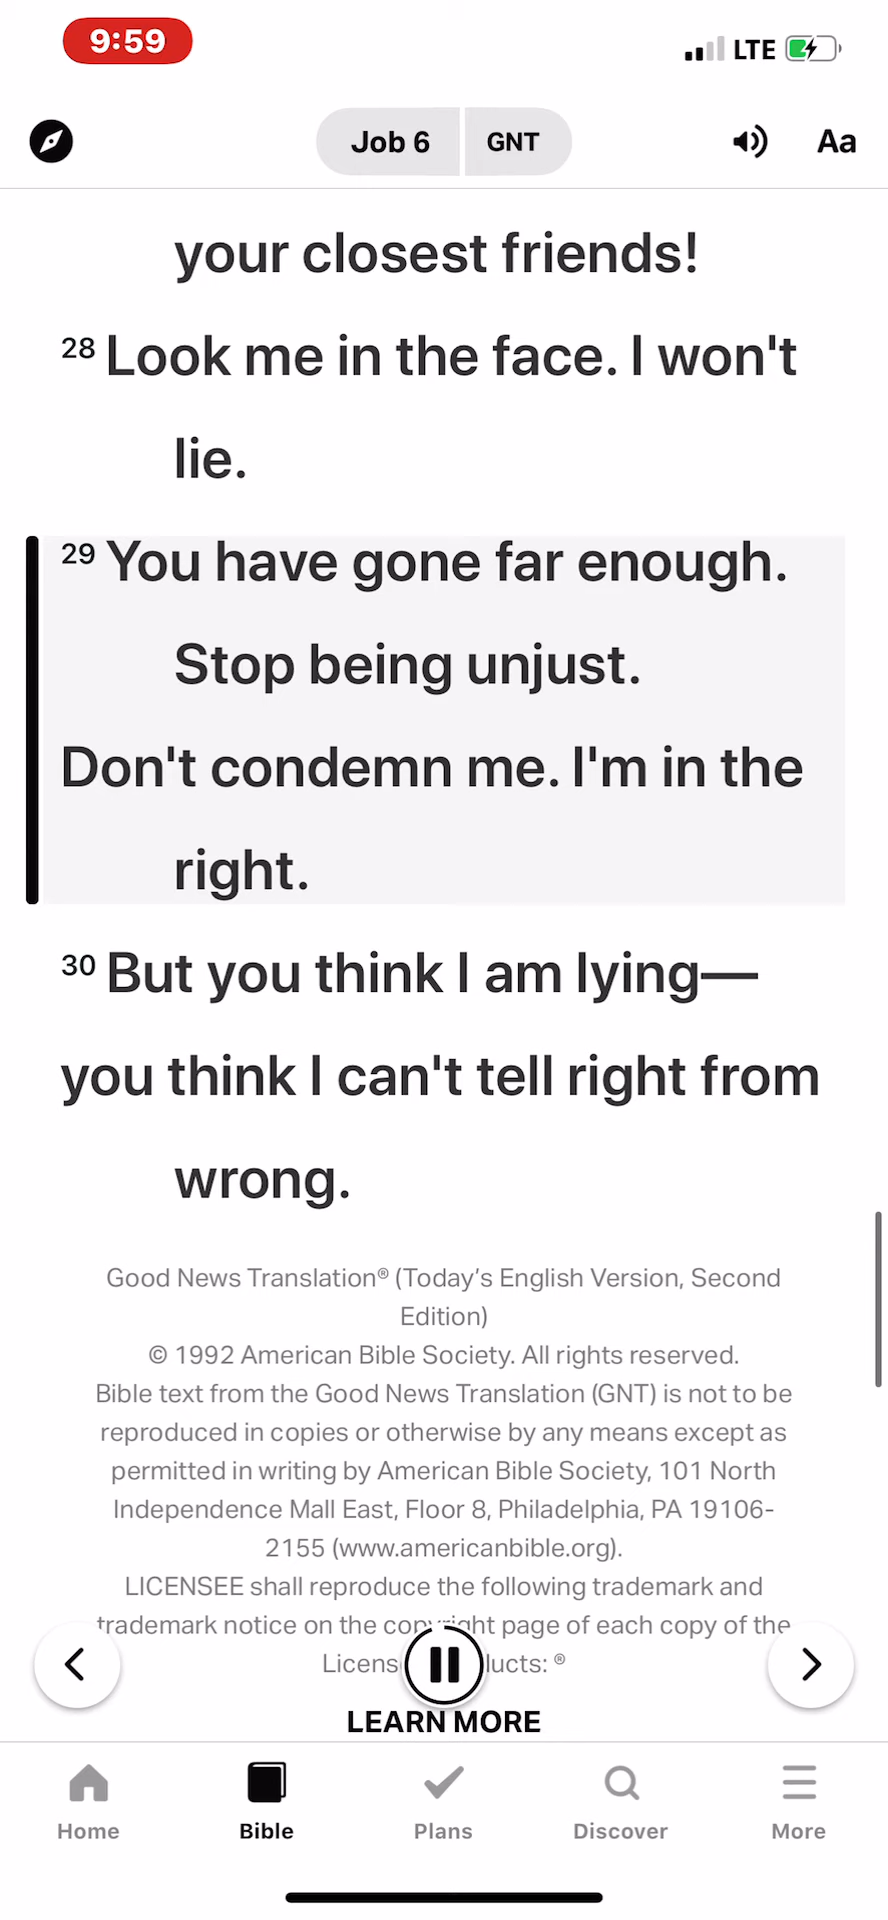 9:59
LTE
Job 6 GNT
Aa
your closest friends!
28 Look me in the face. I won't
lie.
29 You have gone far enough.
Stop being unjust.
Don't condemn me. I'm in the
right.
30 But you think I am lying—
you think I can't tell right from
wrong.
Good News Translation® (Today’s English Version, Second
Edition)
© 1992 American Bible Society. All rights reserved.
Bible text from the Good News Translation (GNT) is not to be
reproduced in copies or otherwise by any means except as
permitted in writing by American Bible Society, 101 North
Independence Mall East, Floor 8, Philadelphia, PA 19106-
2155 (www.americanbible.org).
LICENSEE shall reproduce the following trademark and
trademark notice on the copyright page of each copy of the
Licens lucts: ®
LEARN MORE
Home Bible Plans Discover More